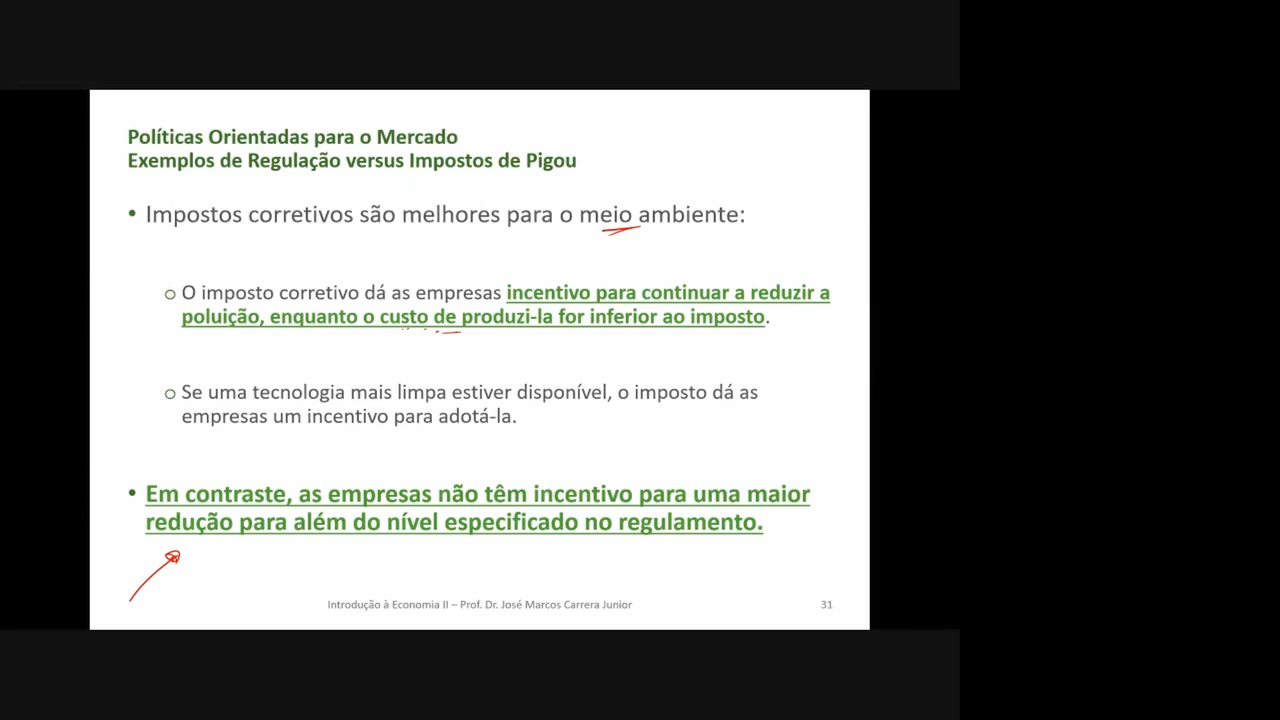 Políticas Orientadas para o Mercado
Exemplos de Regulação versus Impostos de Pigou
• Impostos corretivos são melhores para o meio ambiente:
o O imposto corretivo dá as empresas incentivo para continuar a reduzir a
poluição, enquanto o custo de produzi-la for inferior ao imposto.
o Se uma tecnologia mais limpa estiver disponível, o imposto dá as
empresas um incentivo para adotá-la.
• Em contraste, as empresas não têm incentivo para uma maior
redução para além do nível especificado no regulamento.
Introdução à Economia II – Prof. Dr. José Marcos Carrera Junior
31